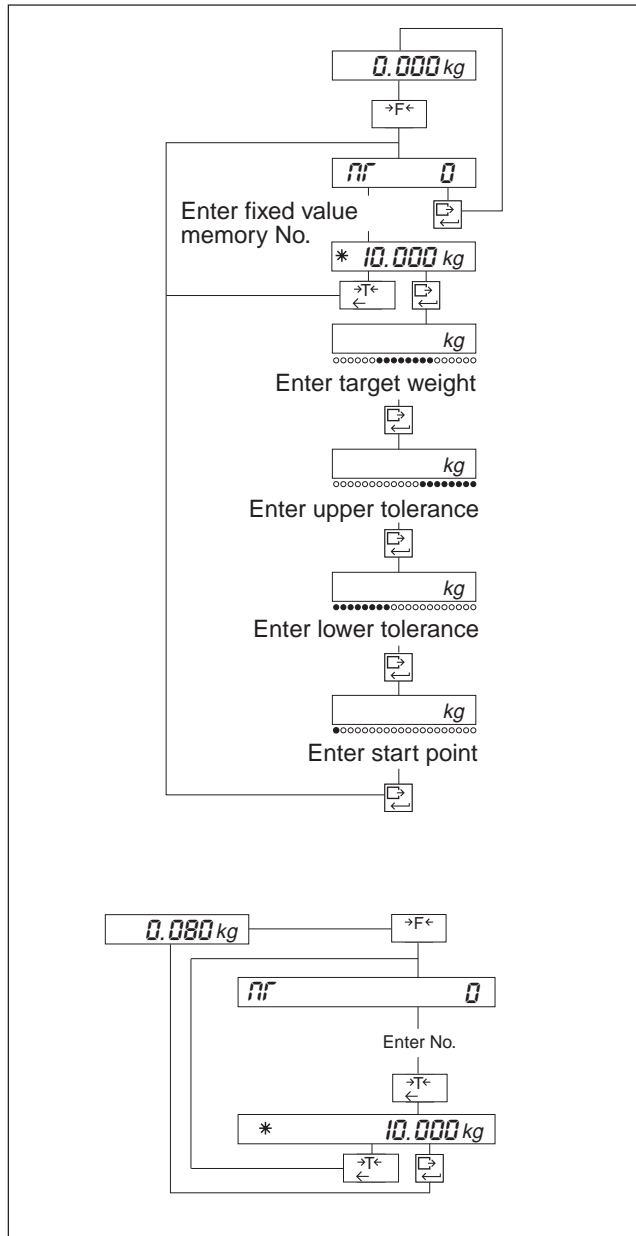 0.000 kg
→F←
nr 0
Enter fixed value
memory No.
* 10.000 kg
→T←
←
kg
Enter target weight
kg
Enter upper tolerance
kg
Enter lower tolerance
kg
Enter start point
0.080 kg
→F←
nr 0
Enter No.
→T←
←
* 10.000 kg
→T←
←